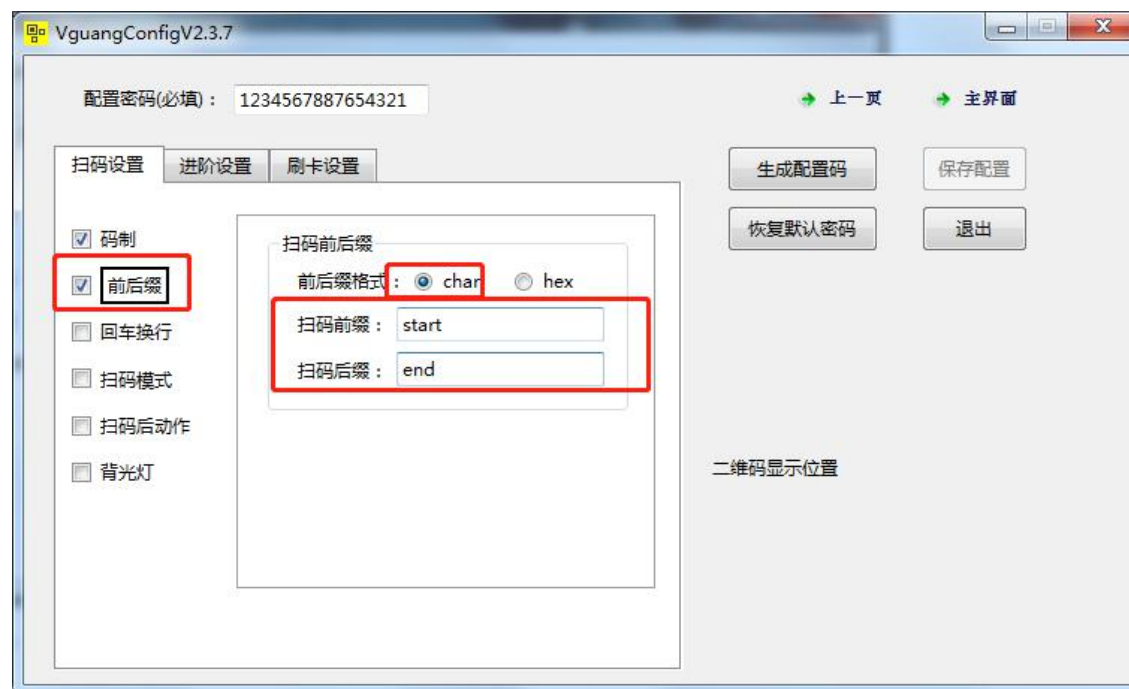 VguangConfigV2.3.7
配置密码(必填)： 1234567887654321
上一页 主界面
扫码设置 进阶设置 刷卡设置
生成配置码 保存配置
恢复默认密码 退出
码制
前后缀
回车换行
扫码模式
扫码后动作
背光灯
扫码前后缀
前后缀格式： char hex
扫码前缀： start
扫码后缀： end
二维码显示位置